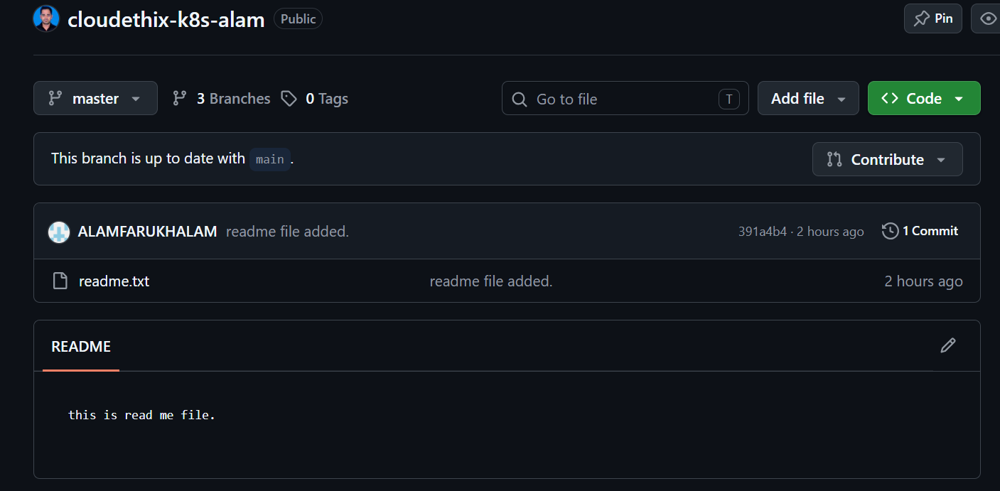 cloudethix-k8s-alam Public Pin
master 3 Branches 0 Tags Go to file T Add file Code
This branch is up to date with main . Contribute
ALAMFARUKHALAM readme file added. 391a4b4 · 2 hours ago 1 Commit
readme.txt readme file added. 2 hours ago
README
this is read me file.